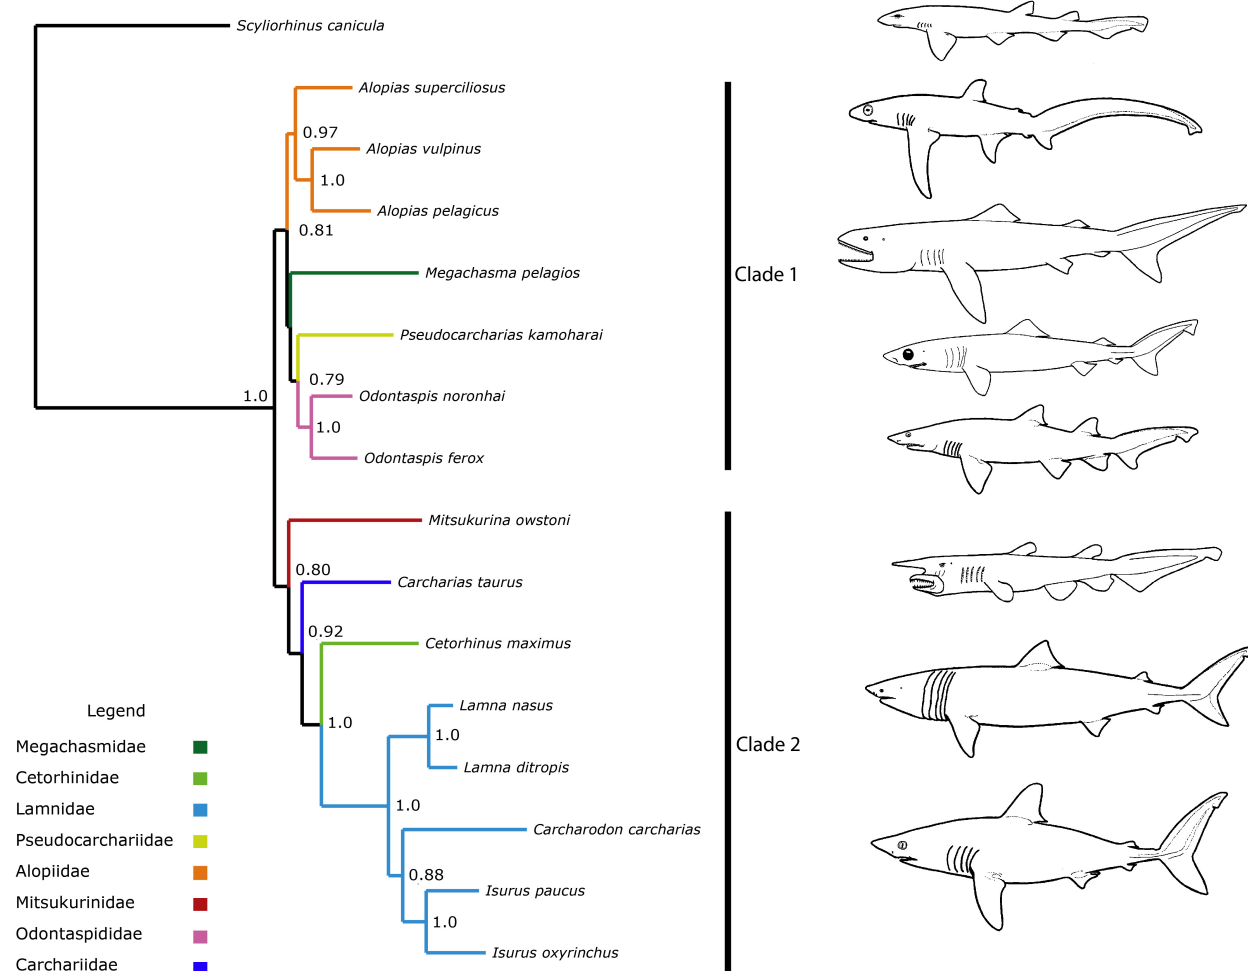 Scyliorhinus canicula
Alopias superciliosus
0.97
Alopias vulpinus
1.0
Alopias pelagicus
0.81
Megachasma pelagios
Clade 1
Pseudocarcharias kamoharai
0.79
1.0
Odontaspis noronhai
1.0
Odontaspis ferox
Mitsukurina owstoni
0.80
Carcharias taurus
0.92
Cetorhinus maximus
Lamna nasus
1.0
1.0
Clade 2
Lamna ditropis
1.0
Carcharodon carcharias
0.88
Isurus paucus
1.0
Isurus oxyrinchus
Legend
Megachasmidae
Cetorhinidae
Lamnidae
Pseudocarchariidae
Alopiidae
Mitsukurinidae
Odontaspididae
Carchariidae